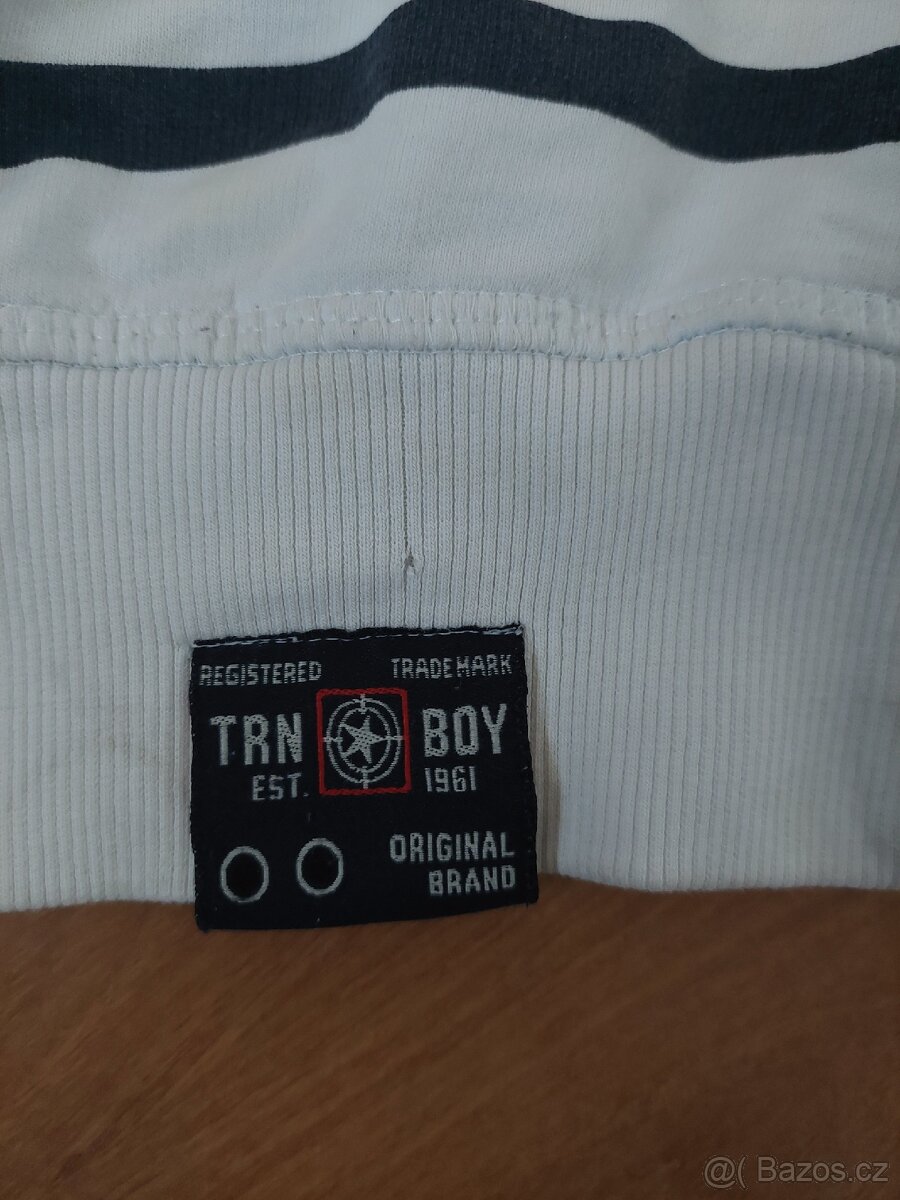 REGISTERED TRADEMARK
TRN BOY
EST. 1961
ORIGINAL
BRAND
@( Bazos.cz